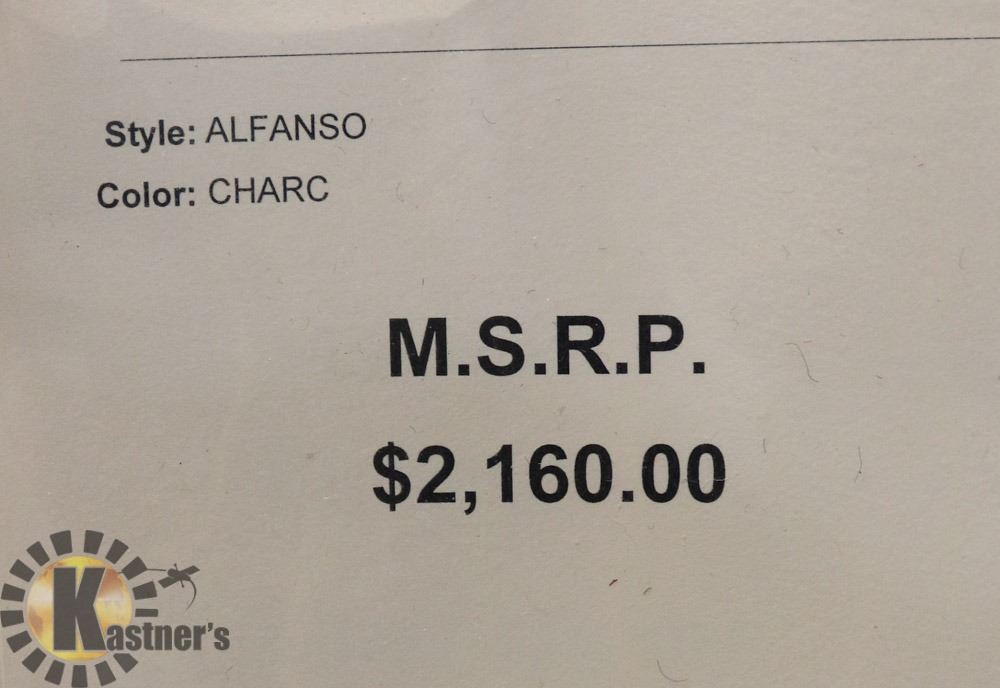 Style: ALFANSO
Color: CHARC
M.S.R.P.
$2,160.00
Kastner's